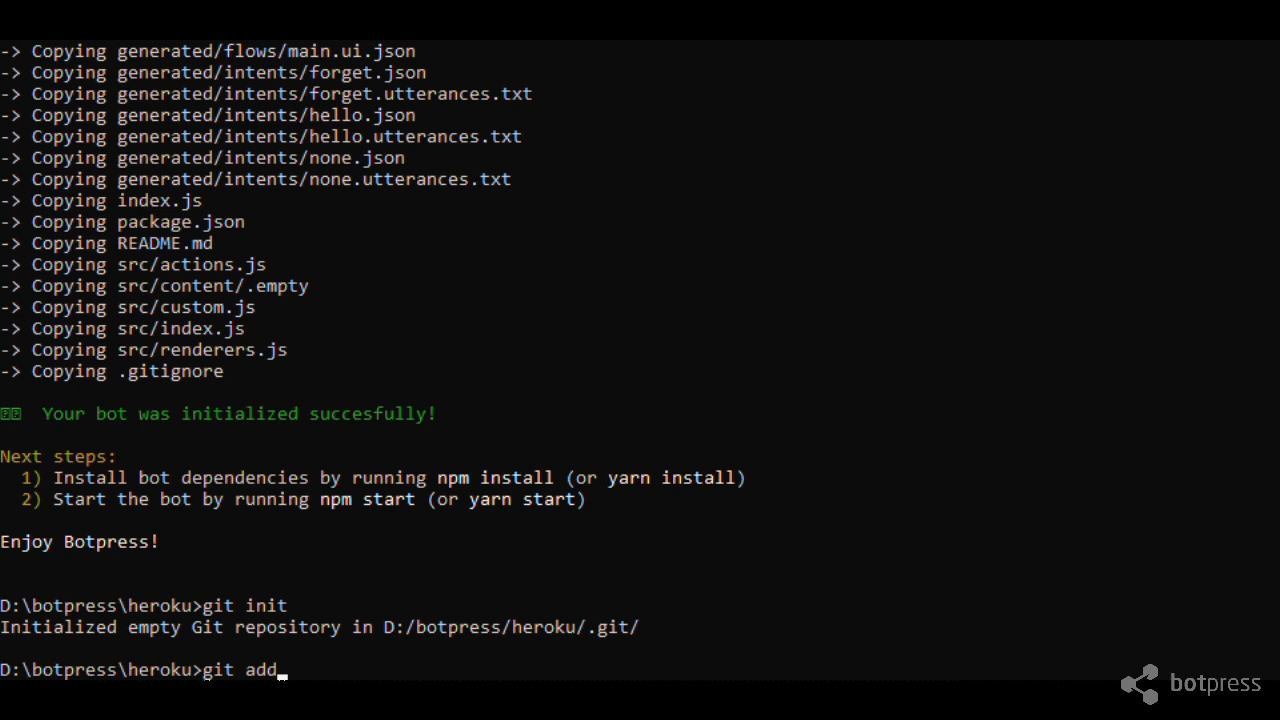 -> Copying generated/flows/main.ui.json
-> Copying generated/intents/forget.json
-> Copying generated/intents/forget.utterances.txt
-> Copying generated/intents/hello.json
-> Copying generated/intents/hello.utterances.txt
-> Copying generated/intents/none.json
-> Copying generated/intents/none.utterances.txt
-> Copying index.js
-> Copying package.json
-> Copying README.md
-> Copying src/actions.js
-> Copying src/content/.empty
-> Copying src/custom.js
-> Copying src/index.js
-> Copying src/renderers.js
-> Copying .gitignore
Your bot was initialized succesfully!
Next steps:
1) Install bot dependencies by running npm install (or yarn install)
2) Start the bot by running npm start (or yarn start)
Enjoy Botpress!
D:\botpress\heroku>git init
Initialized empty Git repository in D:/botpress/heroku/.git/
D:\botpress\heroku>git add
botpress